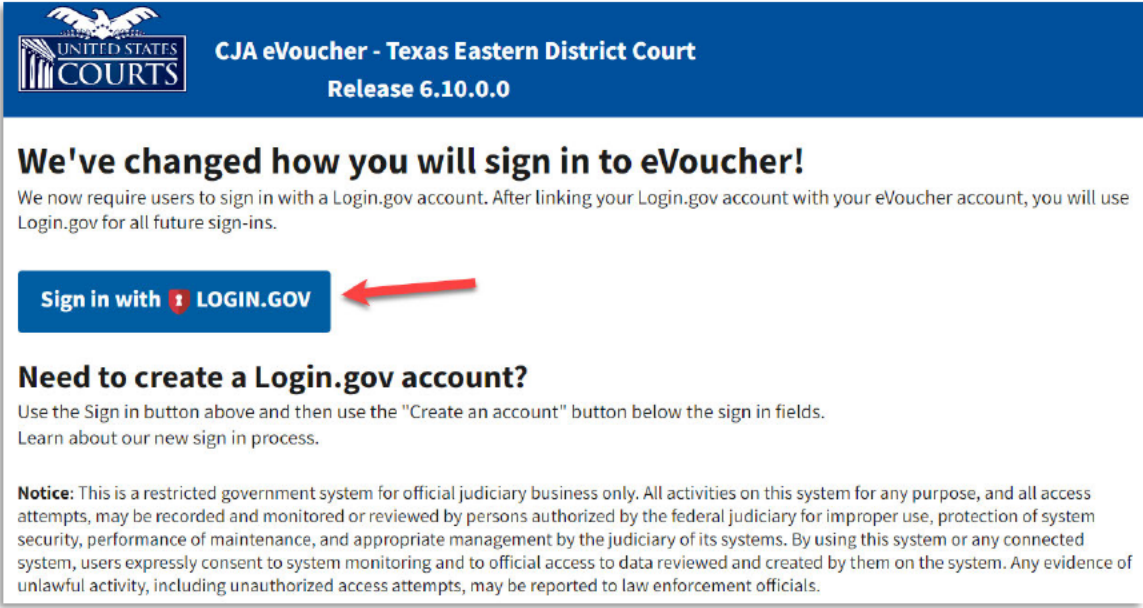 UNITED STATES
COURTS
CJA eVoucher - Texas Eastern District Court
Release 6.10.0.0
We've changed how you will sign in to eVoucher!
We now require users to sign in with a Login.gov account. After linking your Login.gov account with your eVoucher account, you will use
Login.gov for all future sign-ins.
Sign in with LOGIN.GOV
Need to create a Login.gov account?
Use the Sign in button above and then use the "Create an account" button below the sign in fields.
Learn about our new sign in process.
Notice: This is a restricted government system for official judiciary business only. All activities on this system for any purpose, and all access
attempts, may be recorded and monitored or reviewed by persons authorized by the federal judiciary for improper use, protection of system
security, performance of maintenance, and appropriate management by the judiciary of its systems. By using this system or any connected
system, users expressly consent to system monitoring and to official access to data reviewed and created by them on the system. Any evidence of
unlawful activity, including unauthorized access attempts, may be reported to law enforcement officials.